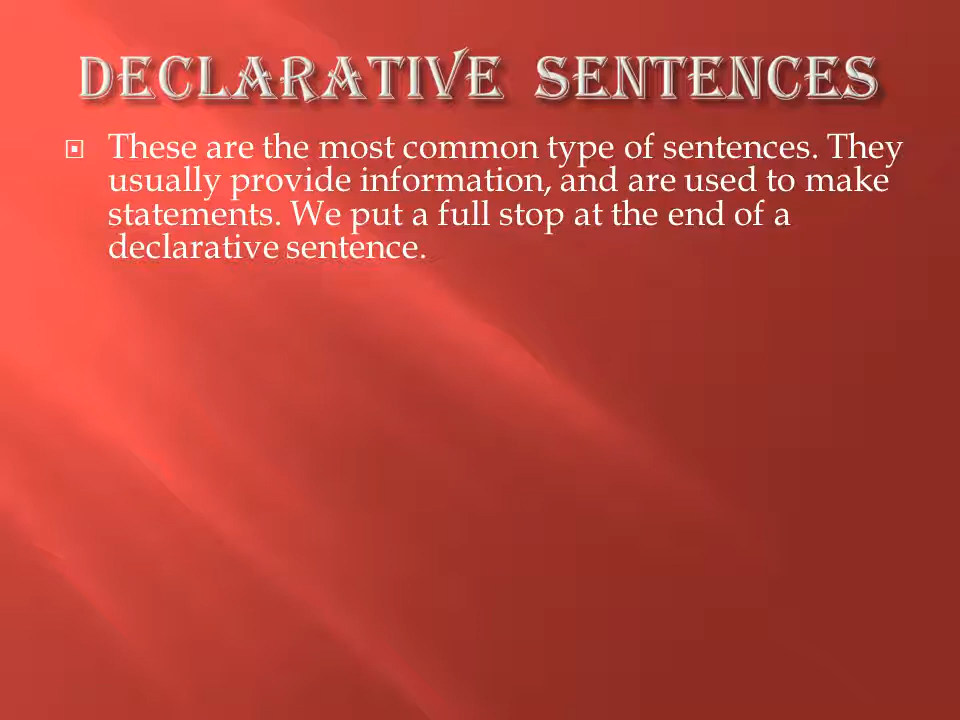 DECLARATIVE SENTENCES
These are the most common type of sentences. They
usually provide information, and are used to make
statements. We put a full stop at the end of a
declarative sentence.